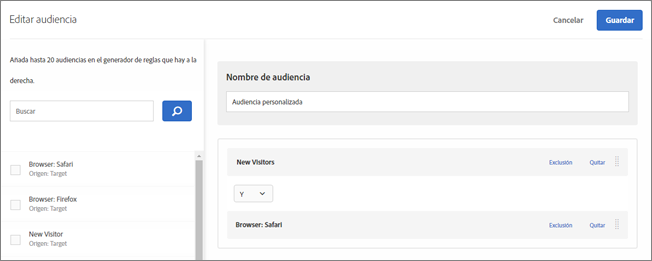 Editar audiencia
Cancelar
Guardar
Añada hasta 20 audiencias en el generador de reglas que hay a la
derecha.
Buscar
Browser: Safari
Origen: Target
Browser: Firefox
Origen: Target
New Visitor
Origen: Target
Nombre de audiencia
Audiencia personalizada
New Visitors Exclusión Quitar
Y
Browser: Safari Exclusión Quitar